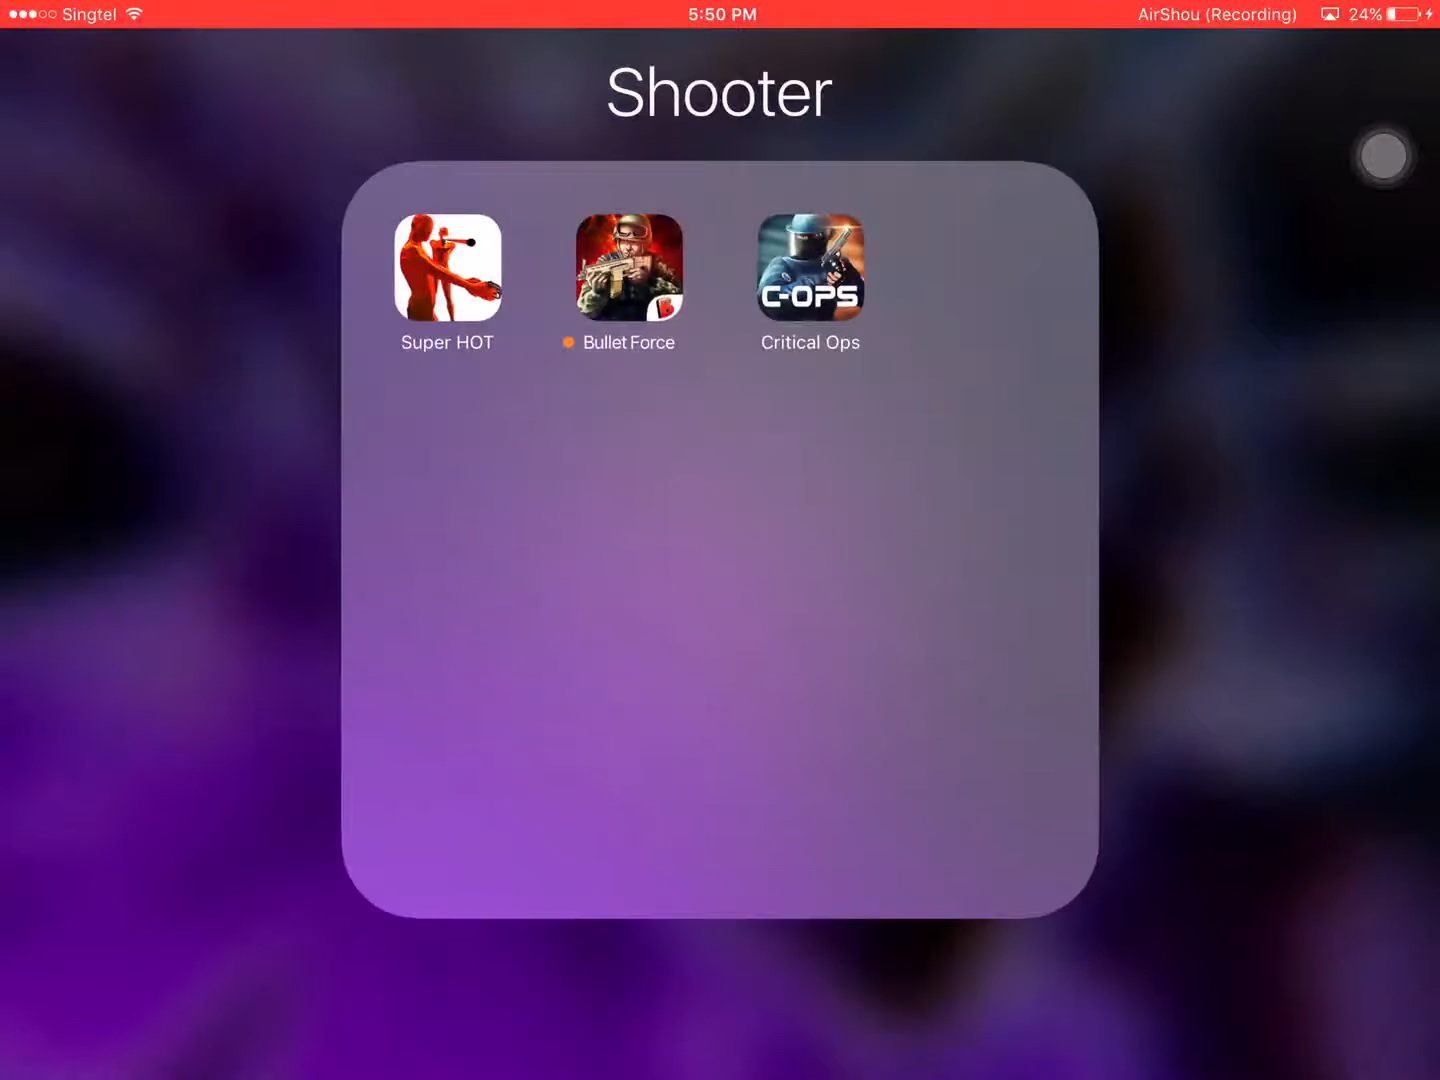 Singtel
5:50 PM
AirShou (Recording)
24%
Shooter
C-OPS
Super HOT
Bullet Force
Critical Ops